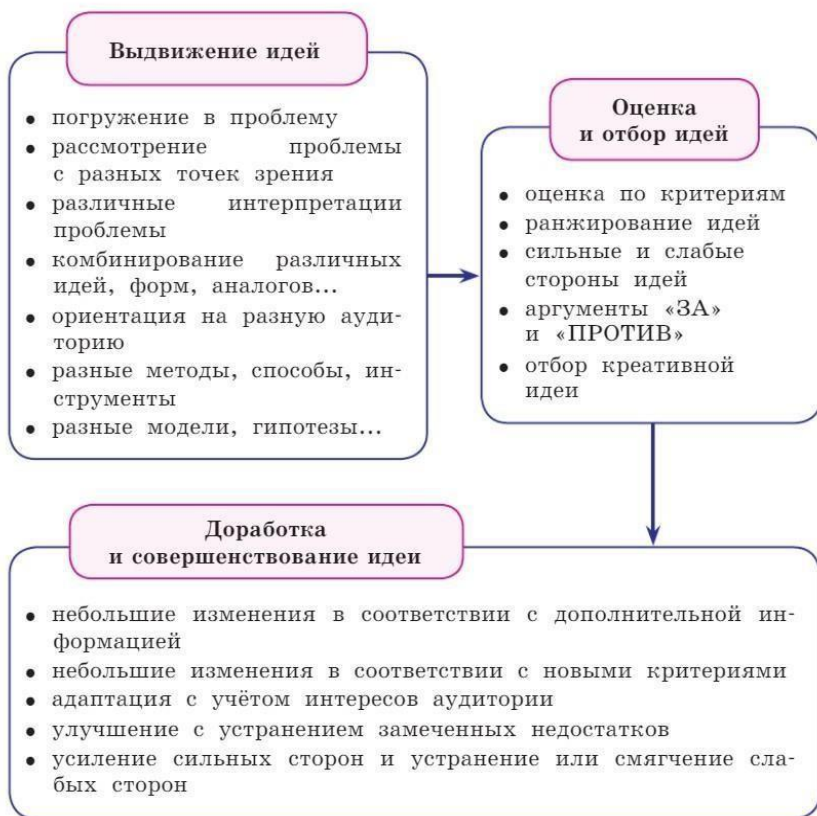 Выдвижение идей
• погружение в проблему
• рассмотрение проблемы
с разных точек зрения
• различные интерпретации
проблемы
• комбинирование различных
идей, форм, аналогов...
• ориентация на разную ауди-
торию
• разные методы, способы, ин-
струменты
• разные модели, гипотезы...
Оценка
и отбор идей
• оценка по критериям
• ранжирование идей
• сильные и слабые
стороны идей
• аргументы «ЗА»
и «ПРОТИВ»
• отбор креативной
идеи
Доработка
и совершенствование идеи
• небольшие изменения в соответствии с дополнительной ин-
формацией
• небольшие изменения в соответствии с новыми критериями
• адаптация с учётом интересов аудитории
• улучшение с устранением замеченных недостатков
• усиление сильных сторон и устранение или смягчение сла-
бых сторон